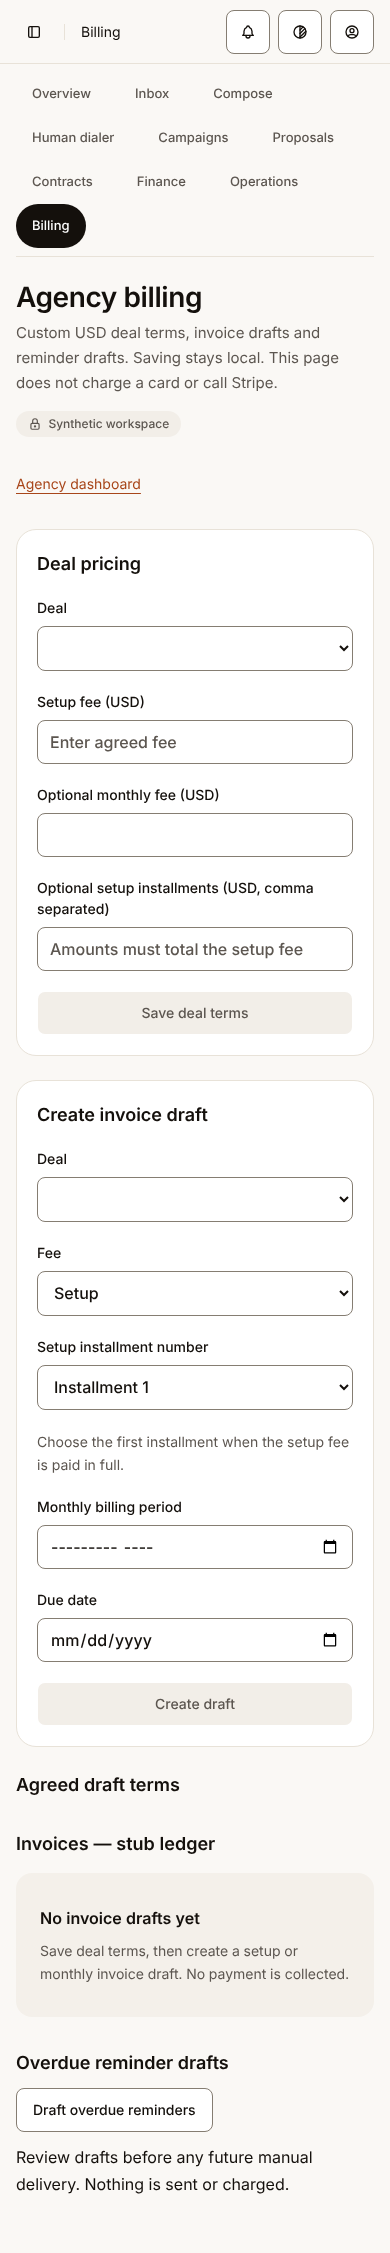 Billing
Overview
Inbox
Compose
Human dialer
Campaigns
Proposals
Contracts
Finance
Operations
Billing
Agency billing
Custom USD deal terms, invoice drafts and
reminder drafts. Saving stays local. This page
does not charge a card or call Stripe.
Synthetic workspace
Agency dashboard
Deal pricing
Deal
Setup fee (USD)
Enter agreed fee
Optional monthly fee (USD)
Optional setup installments (USD, comma
separated)
Amounts must total the setup fee
Save deal terms
Create invoice draft
Deal
Fee
Setup
Setup installment number
Installment 1
Choose the first installment when the setup fee
is paid in full.
Monthly billing period
--------- ----
Due date
mm/dd/yyyy
Create draft
Agreed draft terms
Invoices — stub ledger
No invoice drafts yet
Save deal terms, then create a setup or
monthly invoice draft. No payment is collected.
Overdue reminder drafts
Draft overdue reminders
Review drafts before any future manual
delivery. Nothing is sent or charged.